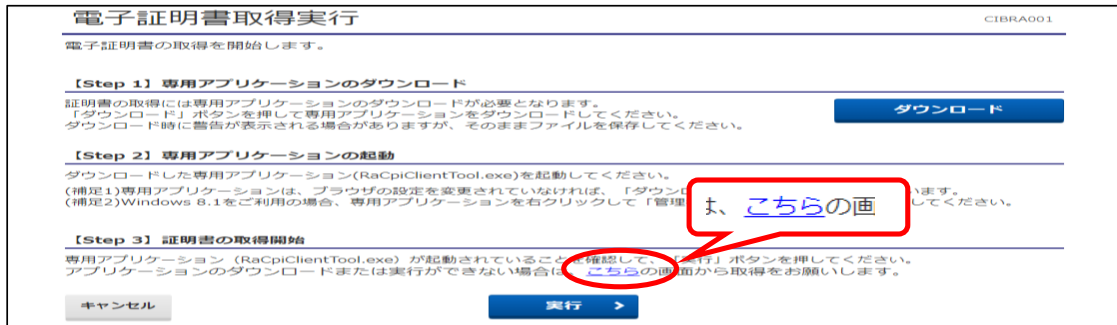 電子証明書取得実行
CIBRA001
電子証明書の取得を開始します。
【Step 1】専用アプリケーションのダウンロード
証明書の取得には専用アプリケーションのダウンロードが必要となります。
「ダウンロード」ボタンを押して専用アプリケーションをダウンロードしてください。
ダウンロード時に警告が表示される場合がありますが、そのままファイルを保存してください。
ダウンロード
【Step 2】専用アプリケーションの起動
ダウンロードした専用アプリケーション(RaCpiClientTool.exe)を起動してください。
(補足1)専用アプリケーションは、ブラウザの設定を変更されていなければ、「ダウン います。
(補足2)Windows 8.1をご利用の場合、専用アプリケーションを右クリックして「管理 してください。
は、こちらの画
【Step 3】証明書の取得開始
専用アプリケーション（RaCpiClientTool.exe）が起動されていることを確認して、「実行」ボタンを押してください。
アプリケーションのダウンロードまたは実行ができない場合は、こちらの画面から取得をお願いします。
キャンセル
実行 >